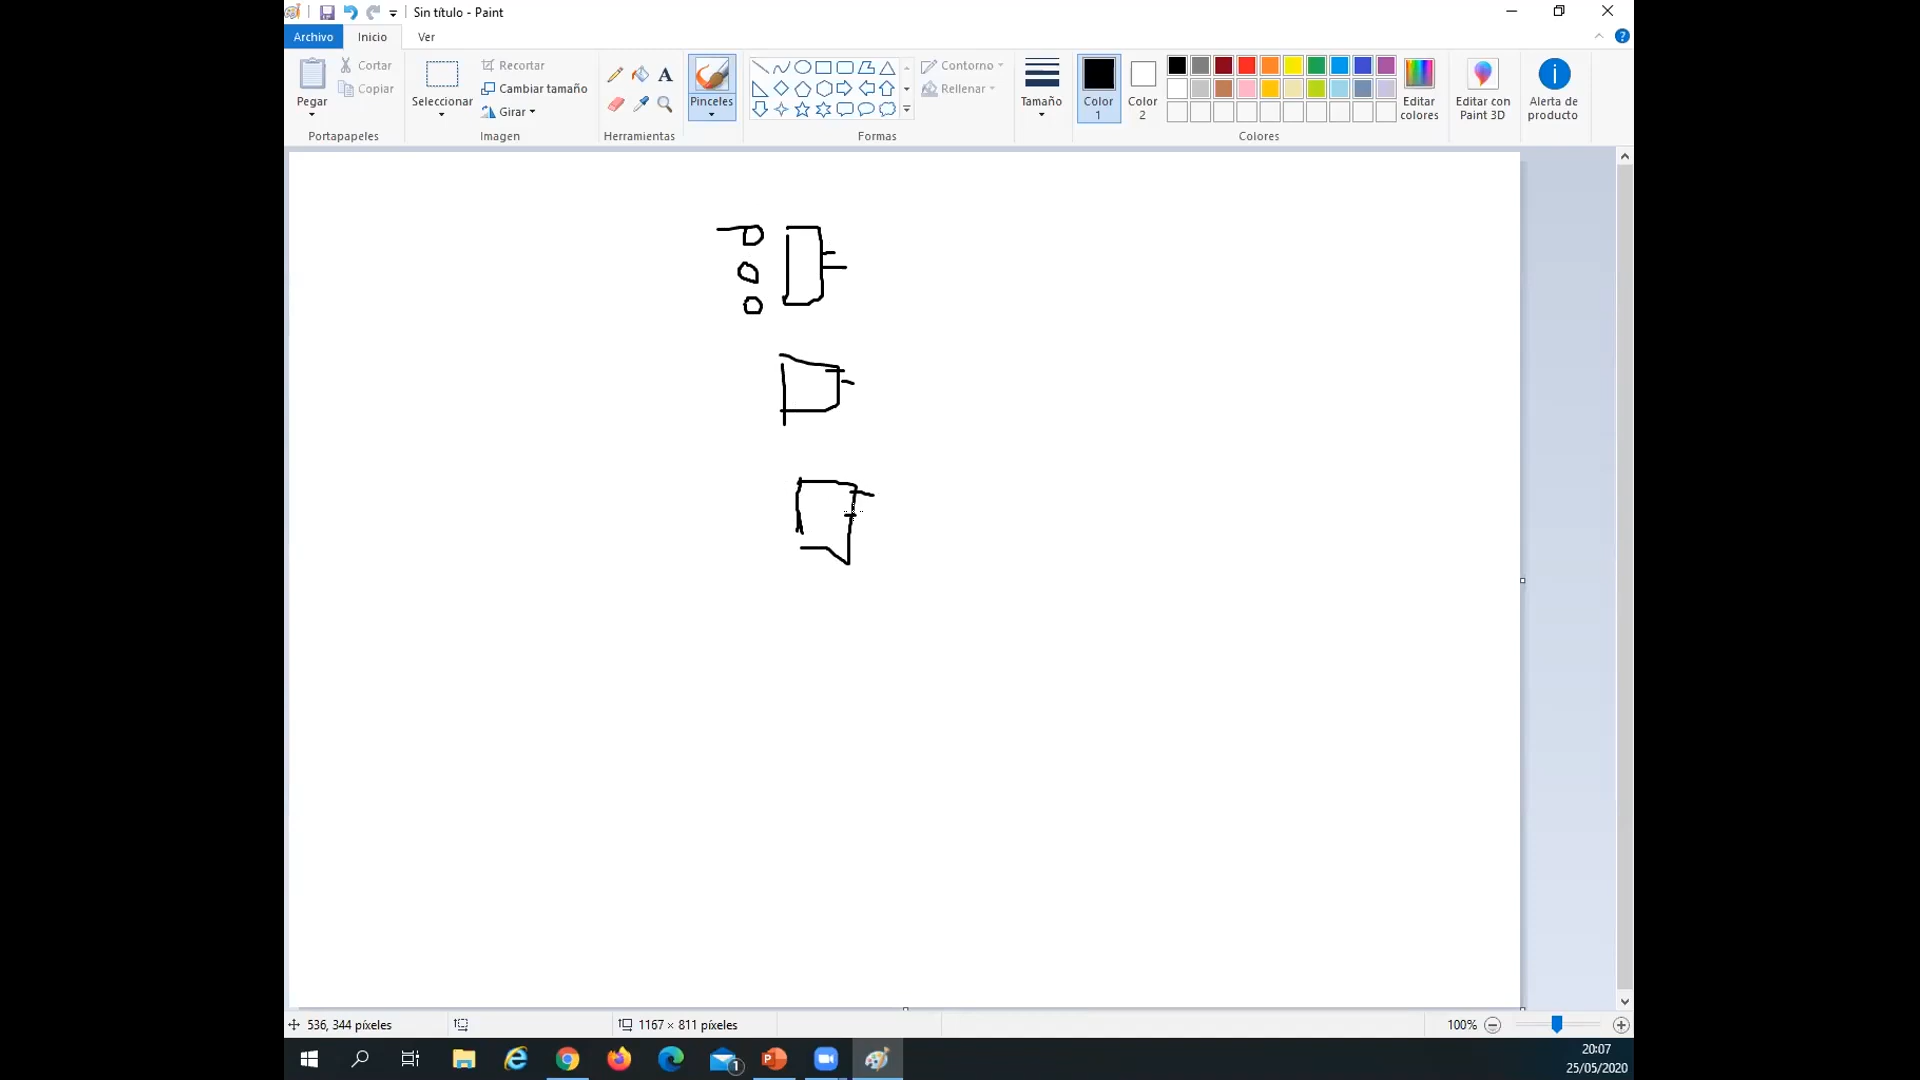 Sin título - Paint
Archivo Inicio Ver
Pegar
Cortar
Copiar
Portapapeles
Seleccionar
Recortar
Cambiar tamaño
Girar
Imagen
A
Herramientas
Pinceles
Formas
Contorno
Rellenar
Tamaño
Color 1
Color 2
Editar colores
Colores
Editar con Paint 3D
Alerta de producto
536, 344 píxeles
1167 × 811 píxeles
100%
1
20:07
25/05/2020